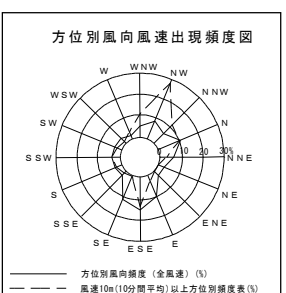 方位別風向風速出現頻度図
WNW
NW
NNW
N
NNE
NE
ENE
E
ESE
SE
SSE
S
SSW
SW
WSW
W
0 10 20 30%
方位別風向頻度 (全風速) (%)
風速10m(10分間平均)以上方位別頻度表(%)